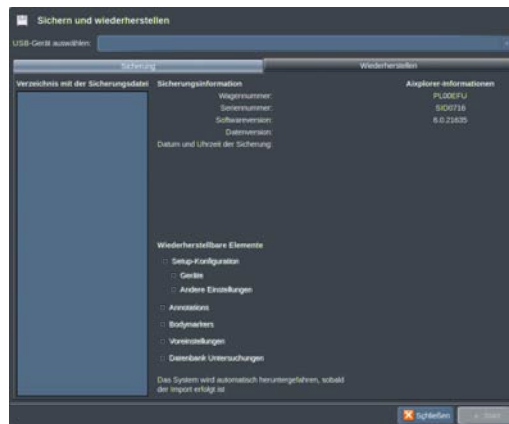 Sichern und wiederherstellen
USB-Gerät auswählen:
Sicherung
Wiederherstellen
Verzeichnis mit der Sicherungsdatei
Sicherungsinformation
Aixplorer-Informationen
Wagennummer:
PL00EFU
Seriennummer:
SID0716
Softwareversion:
6.0.21635
Datenversion:
Datum und Uhrzeit der Sicherung:
Wiederherstellbare Elemente
Setup-Konfiguration
Geräte
Andere Einstellungen
Annotations
Bodymarkers
Voreinstellungen
Datenbank Untersuchungen
Das System wird automatisch heruntergefahren, sobald
der Import erfolgt ist
Schließen
Start